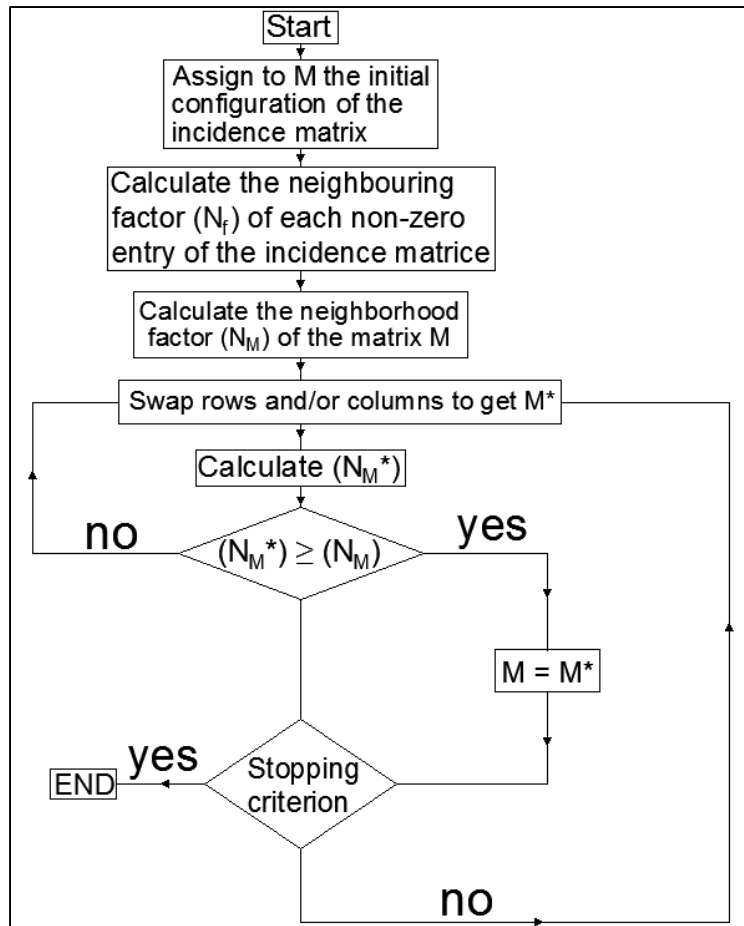 Start
Assign to M the initial
configuration of the
incidence matrix
Calculate the neighbouring
factor (Nf) of each non-zero
entry of the incidence matrice
Calculate the neighborhood
factor (NM) of the matrix M
Swap rows and/or columns to get M*
Calculate (NM*)
no
(NM*) ≥ (NM)
yes
M = M*
yes
END
Stopping
criterion
no